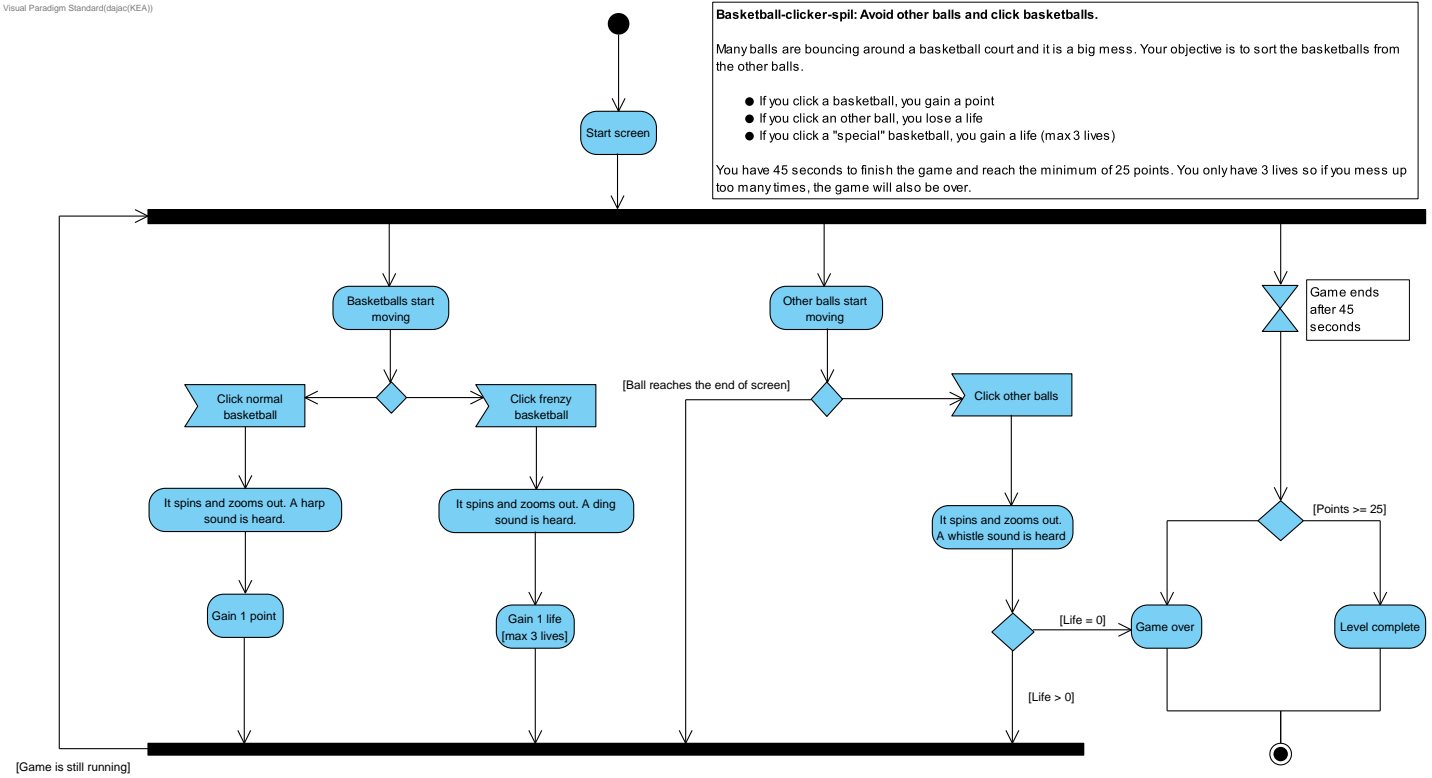 Visual Paradigm Standard(dajac(KEA))
Basketball-clicker-spil: Avoid other balls and click basketballs.
Many balls are bouncing around a basketball court and it is a big mess. Your objective is to sort the basketballs from
the other balls.
● If you click a basketball, you gain a point
● If you click an other ball, you lose a life
● If you click a "special" basketball, you gain a life (max 3 lives)
You have 45 seconds to finish the game and reach the minimum of 25 points. You only have 3 lives so if you mess up
too many times, the game will also be over.
Start screen
Basketballs start
moving
Other balls start
moving
Game ends
after 45
seconds
[Ball reaches the end of screen]
Click normal
basketball
Click frenzy
basketball
Click other balls
It spins and zooms out. A harp
sound is heard.
It spins and zooms out. A ding
sound is heard.
It spins and zooms out.
A whistle sound is heard
[Points >= 25]
Gain 1 point
Gain 1 life
[max 3 lives]
[Life = 0]
Game over
Level complete
[Life > 0]
[Game is still running]